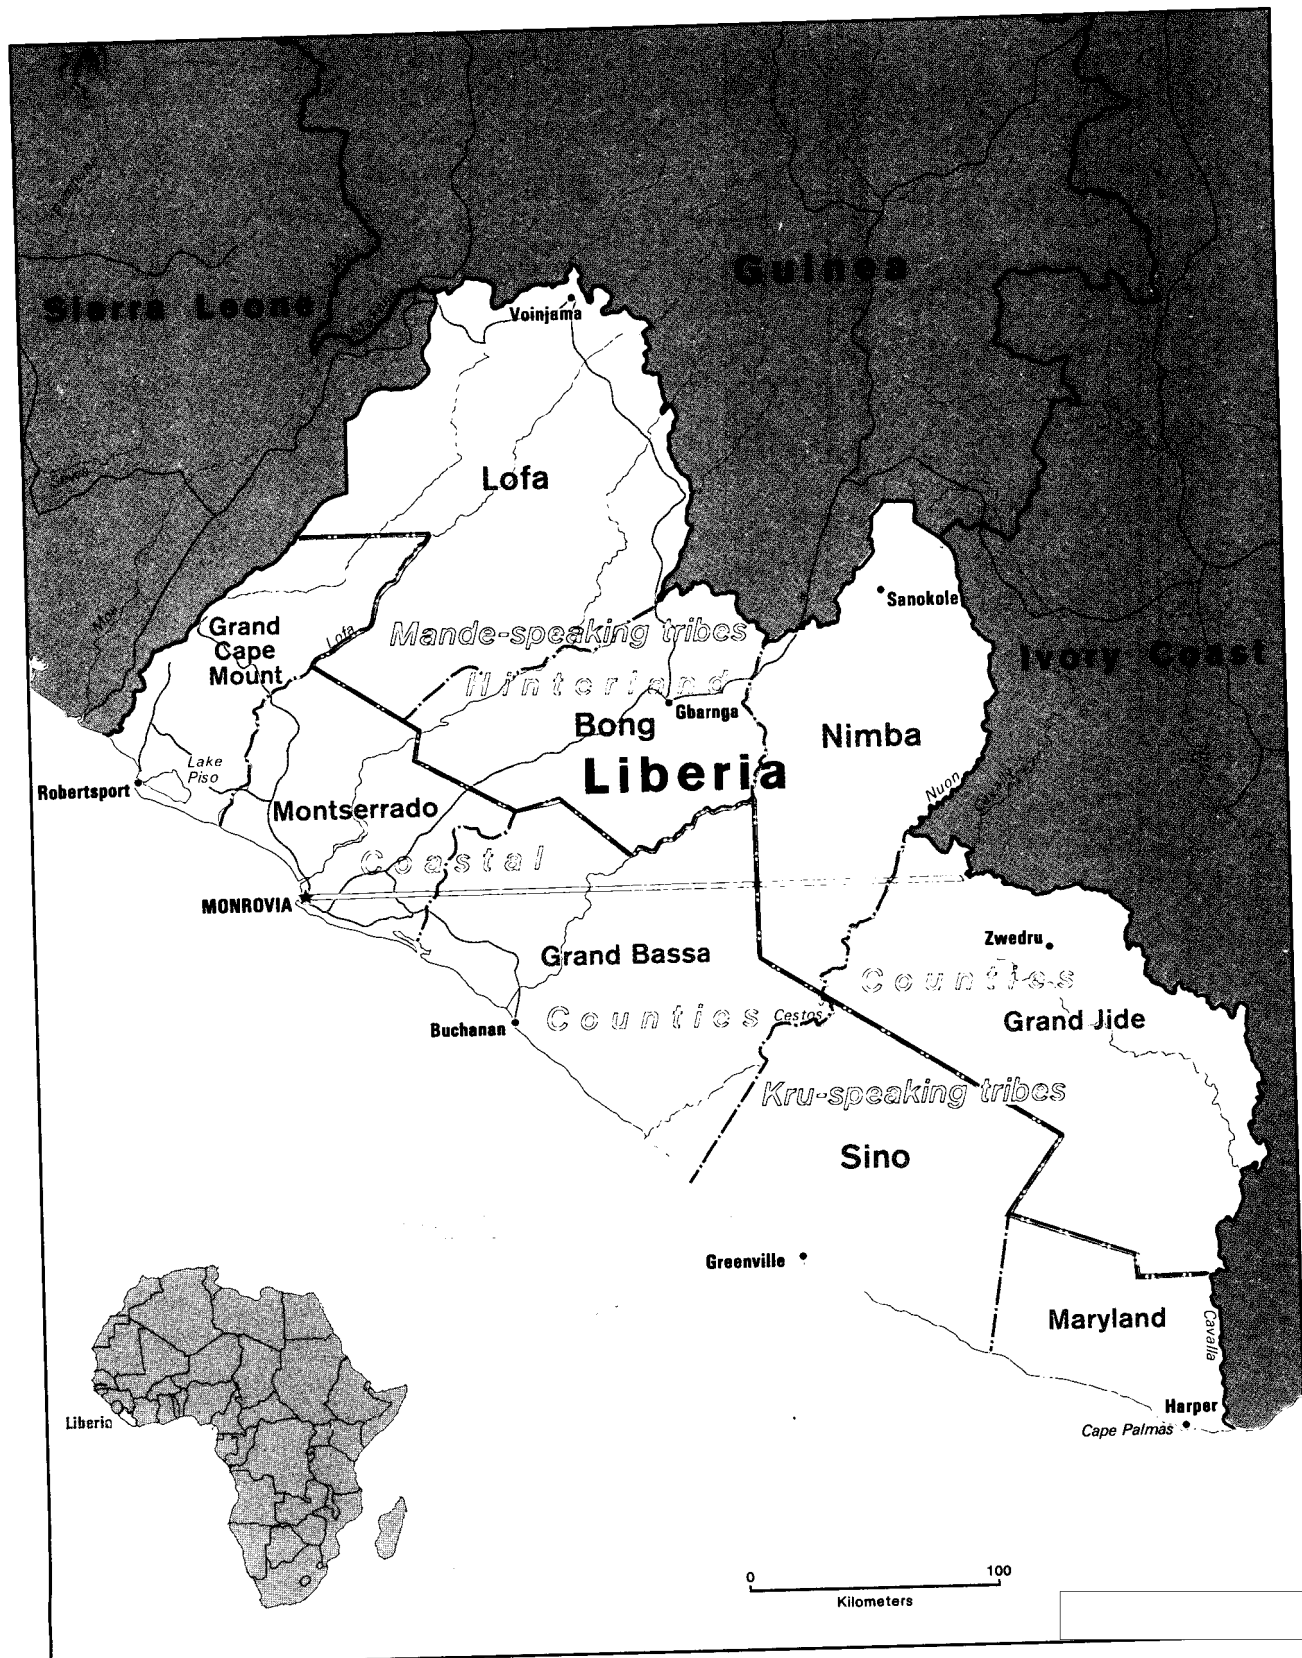 Guinea
Sierra Leone
Voinjama
Lofa
Sewa
Sanokole
Moa
Grand
Cape
Mount
Lofa
Mande-speaking tribes
Hinterland
Ivory Coast
Bong
Gbarnga
Nimba
Liberia
Lake
Piso
Robertsport
Nuon
Montserrado
Coastal
MONROVIA
Grand Bassa
Zwedru
Counties
Counties
Cestos
Buchanan
Grand Jide
Kru-speaking tribes
Sino
Greenville
Maryland
Cavalla
Harper
Cape Palmas
Liberia
0 100
Kilometers